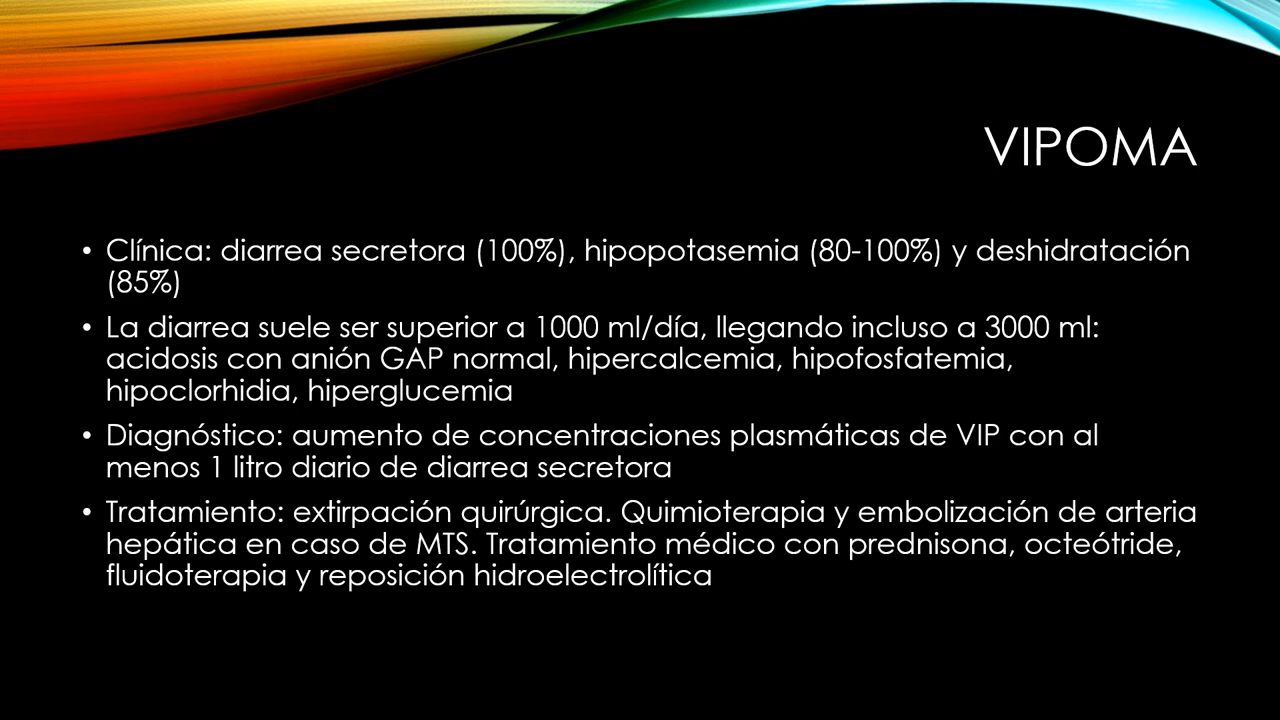 VIPOMA
• Clínica: diarrea secretora (100%), hipopotasemia (80-100%) y deshidratación
(85%)
• La diarrea suele ser superior a 1000 ml/día, llegando incluso a 3000 ml:
acidosis con anión GAP normal, hipercalcemia, hipofosfatemia,
hipoclorhidia, hiperglucemia
• Diagnóstico: aumento de concentraciones plasmáticas de VIP con al
menos 1 litro diario de diarrea secretora
• Tratamiento: extirpación quirúrgica. Quimioterapia y embolización de arteria
hepática en caso de MTS. Tratamiento médico con prednisona, octeótride,
fluidoterapia y reposición hidroelectrolítica